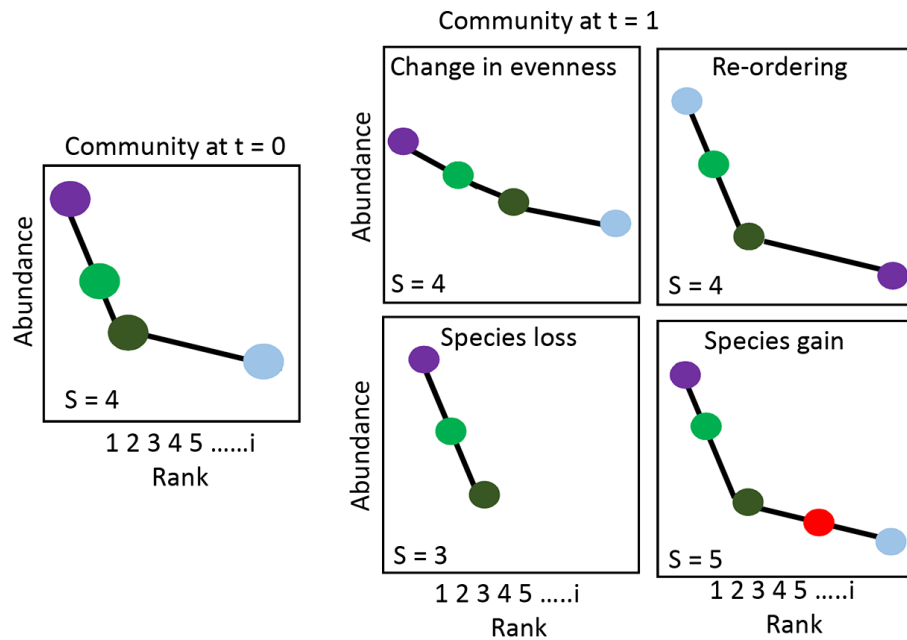 Community at t = 1
Community at t = 0
Abundance
S = 4
1 2 3 4 5 ......i
Rank
Change in evenness
Abundance
S = 4
Re-ordering
S = 4
Species loss
Abundance
S = 3
1 2 3 4 5 .....i
Rank
Species gain
S = 5
1 2 3 4 5 .....i
Rank